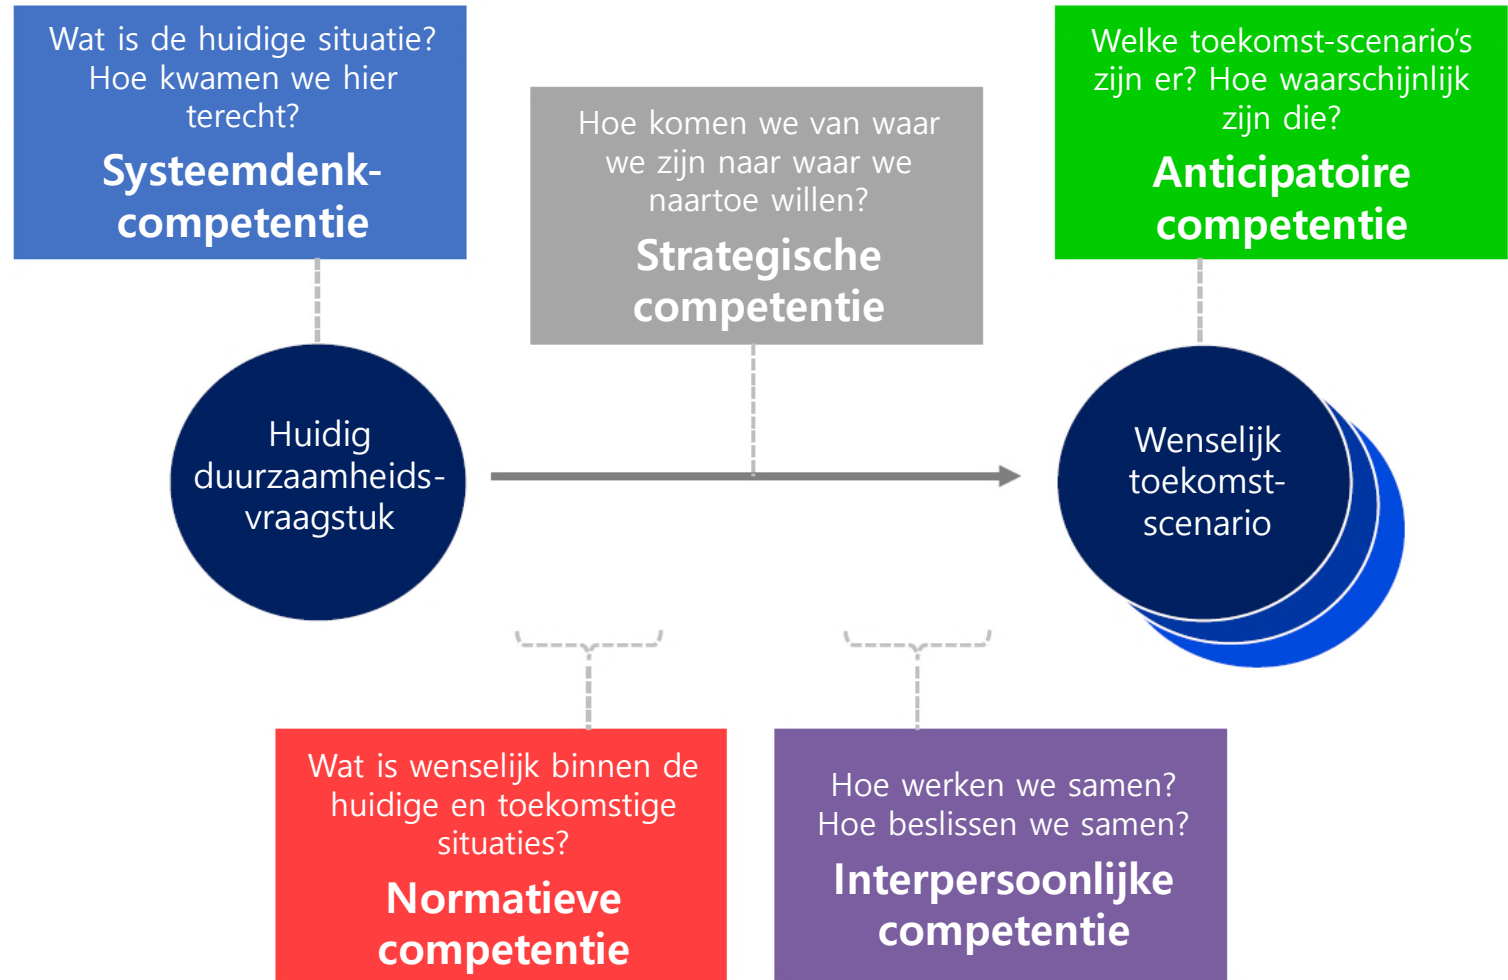 Wat is de huidige situatie?
Hoe kwamen we hier
terecht?
Systeemdenk-
competentie
Hoe komen we van waar
we zijn naar waar we
naartoe willen?
Strategische
competentie
Welke toekomst-scenario's
zijn er? Hoe waarschijnlijk
zijn die?
Anticipatoire
competentie
Huidig
duurzaamheids-
vraagstuk
Wenselijk
toekomst-
scenario
Wat is wenselijk binnen de
huidige en toekomstige
situaties?
Normatieve
competentie
Hoe werken we samen?
Hoe beslissen we samen?
Interpersoonlijke
competentie